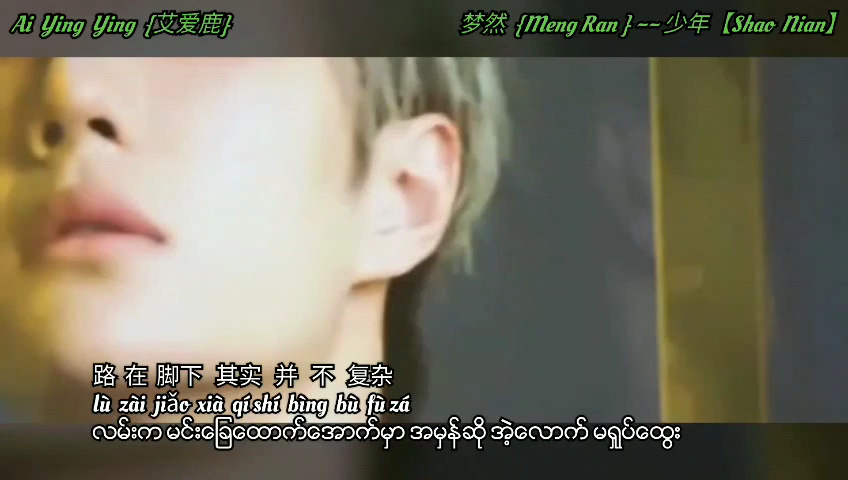 Ai Ying Ying {艾爱鹿}
梦然 {Meng Ran } -- 少年【Shao Nian】
路 在 脚下 其实 并 不 复杂
lù zài jiǎo xià qí shí bìng bù fù zá
လမ်းက မင်းခြေထောက်အောက်မှာ အမှန်ဆို အဲ့လောက် မရှုပ်ထွေး